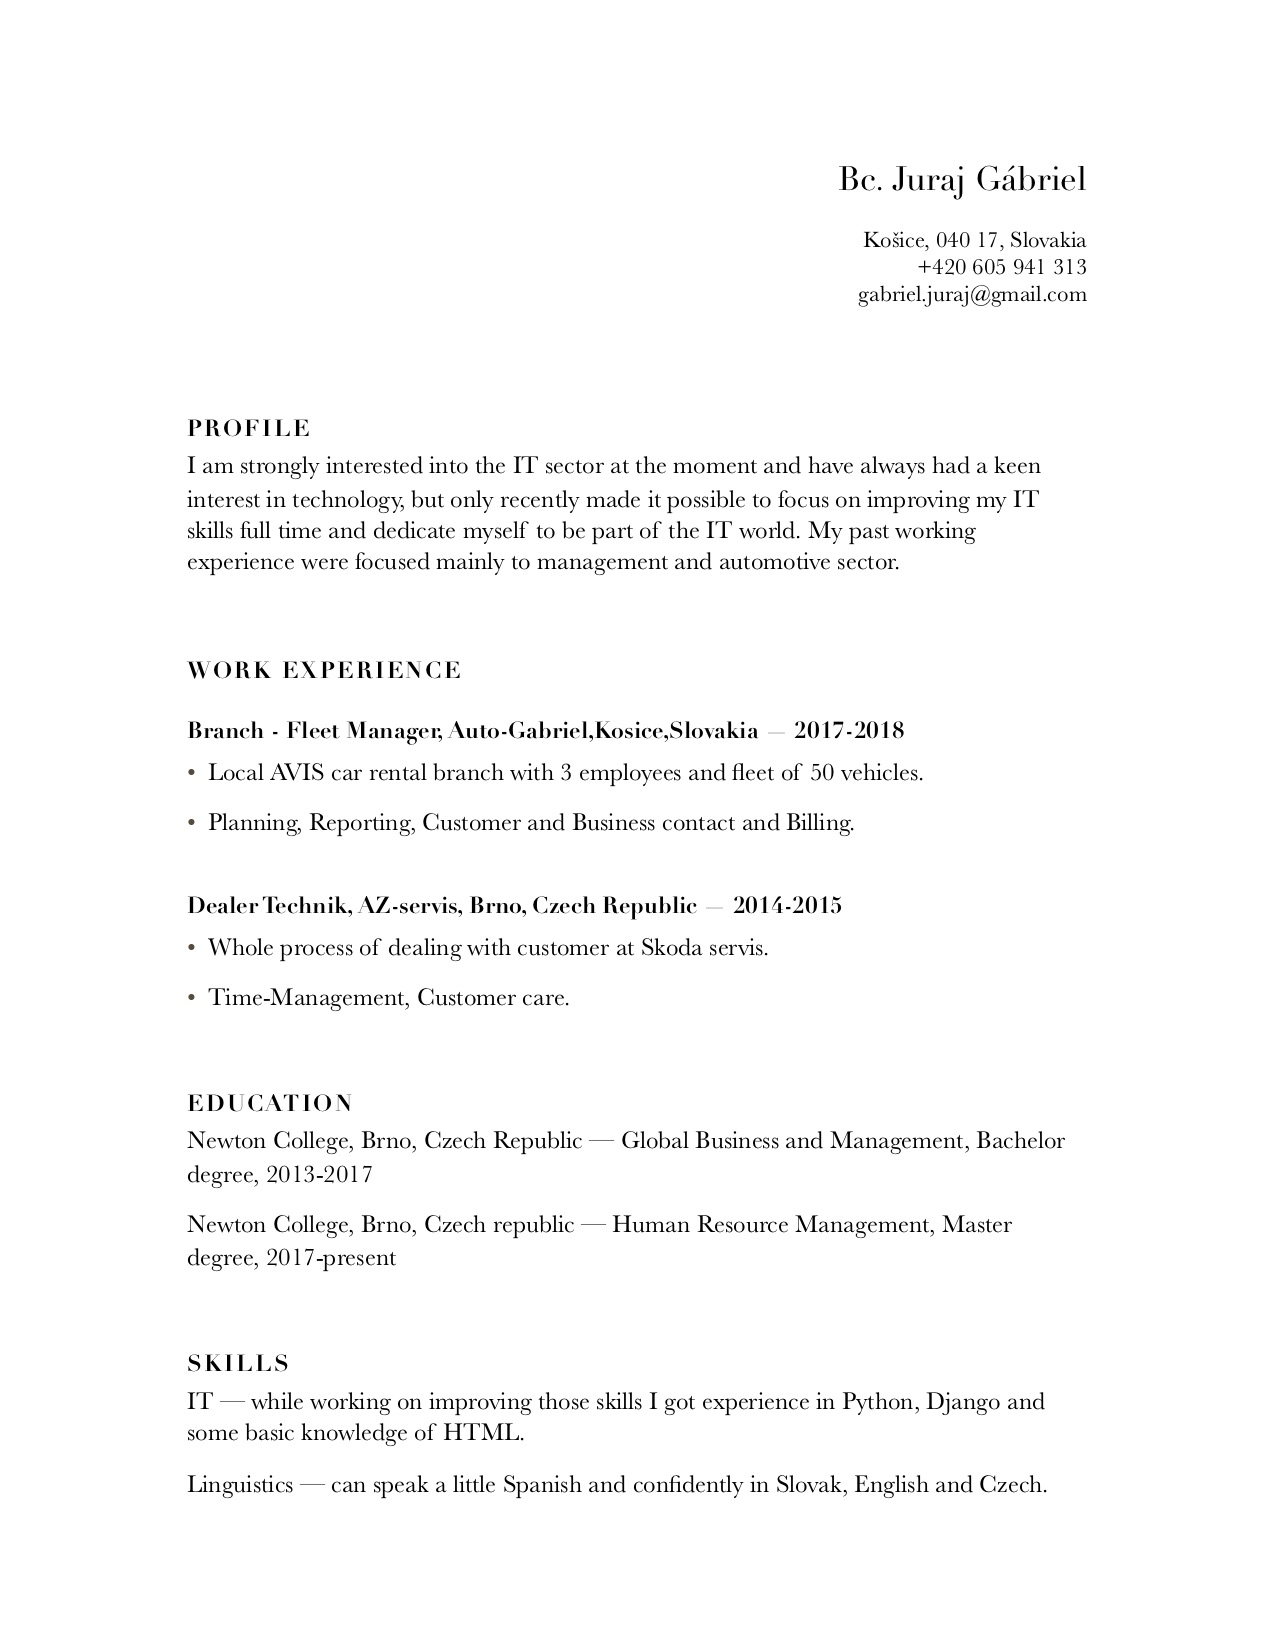 Bc. Juraj Gábriel
Košice, 040 17, Slovakia
+420 605 941 313
gabriel.juraj@gmail.com
PROFILE
I am strongly interested into the IT sector at the moment and have always had a keen
interest in technology, but only recently made it possible to focus on improving my IT
skills full time and dedicate myself to be part of the IT world. My past working
experience were focused mainly to management and automotive sector.
WORK EXPERIENCE
Branch - Fleet Manager, Auto-Gabriel,Kosice,Slovakia — 2017-2018
• Local AVIS car rental branch with 3 employees and fleet of 50 vehicles.
• Planning, Reporting, Customer and Business contact and Billing.
Dealer Technik, AZ-servis, Brno, Czech Republic — 2014-2015
• Whole process of dealing with customer at Skoda servis.
• Time-Management, Customer care.
EDUCATION
Newton College, Brno, Czech Republic — Global Business and Management, Bachelor
degree, 2013-2017
Newton College, Brno, Czech republic — Human Resource Management, Master
degree, 2017-present
SKILLS
IT — while working on improving those skills I got experience in Python, Django and
some basic knowledge of HTML.
Linguistics — can speak a little Spanish and confidently in Slovak, English and Czech.